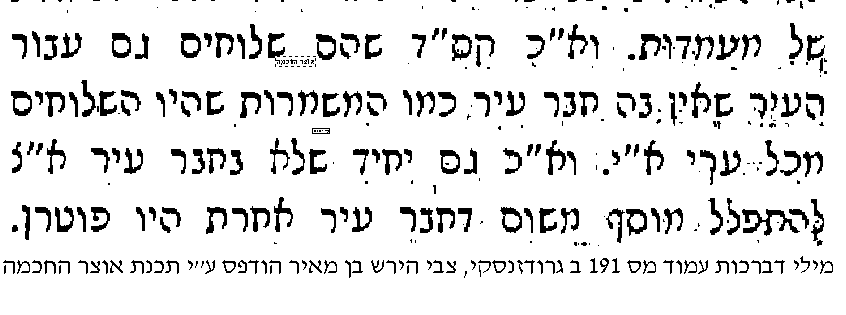 של מעמדות. וא"כ קס"ד שהם שלוחים גם עבור
העיר שאין בה חבר עיר כמו המשמרות שהיו השלוחים
מכל ערי א"י. וא"כ גם יחיד שלא בחבר עיר א"צ
להתפלל מוסף משום דחבר עיר אחרת היו פוטרן.
מילי דברכות עמוד מס 191 ב גרודזנסקי, צבי הירש בן מאיר הודפס ע״י תכנת אוצר החכמה